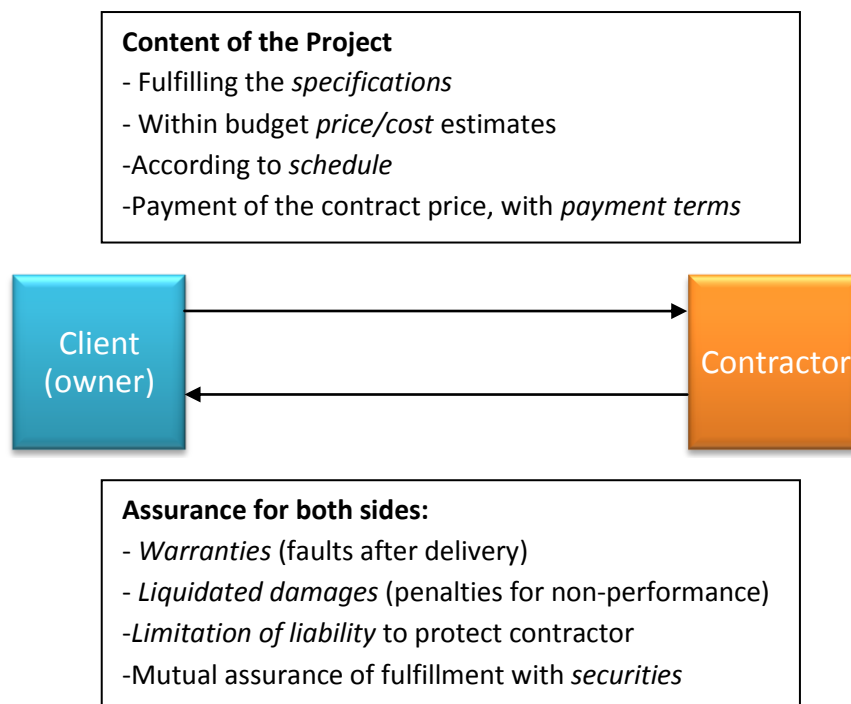 Content of the Project
- Fulfilling the specifications
- Within budget price/cost estimates
-According to schedule
-Payment of the contract price, with payment terms
Client
(owner)
Contractor
Assurance for both sides:
- Warranties (faults after delivery)
- Liquidated damages (penalties for non-performance)
-Limitation of liability to protect contractor
-Mutual assurance of fulfillment with securities